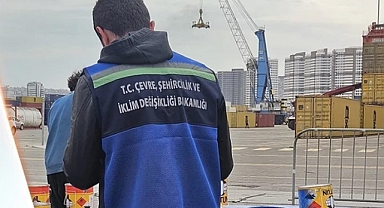 T.C. ÇEVRE, ŞEHİRCİLİK VE
İKLİM DEĞİŞİKLİĞİ BAKANLIĞI